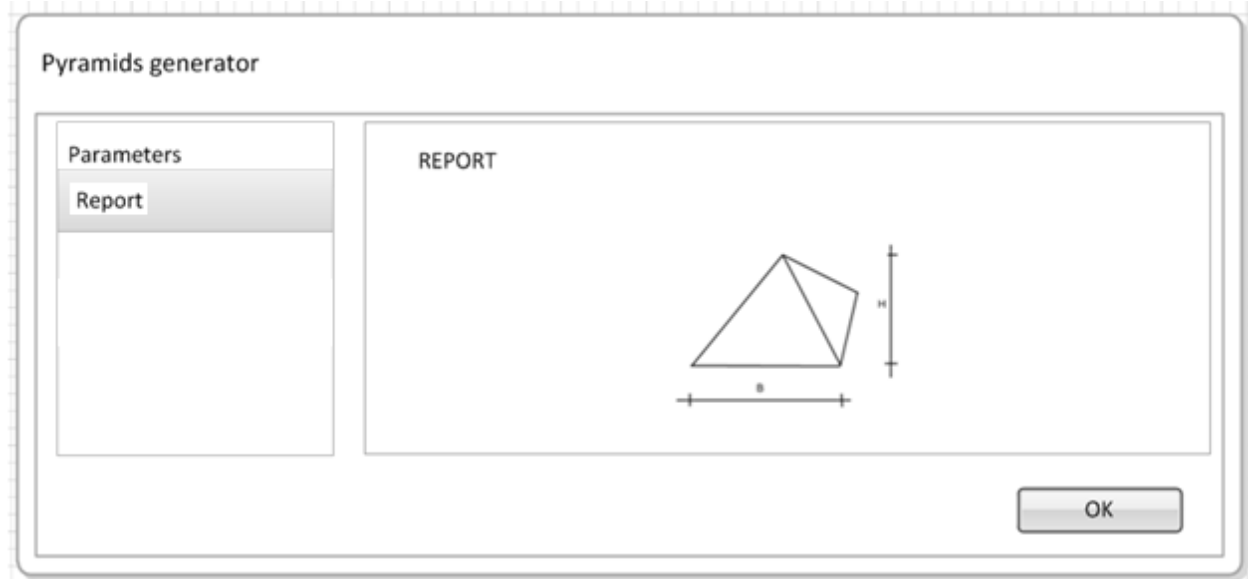 Pyramids generator
Parameters
Report
REPORT
H
B
OK